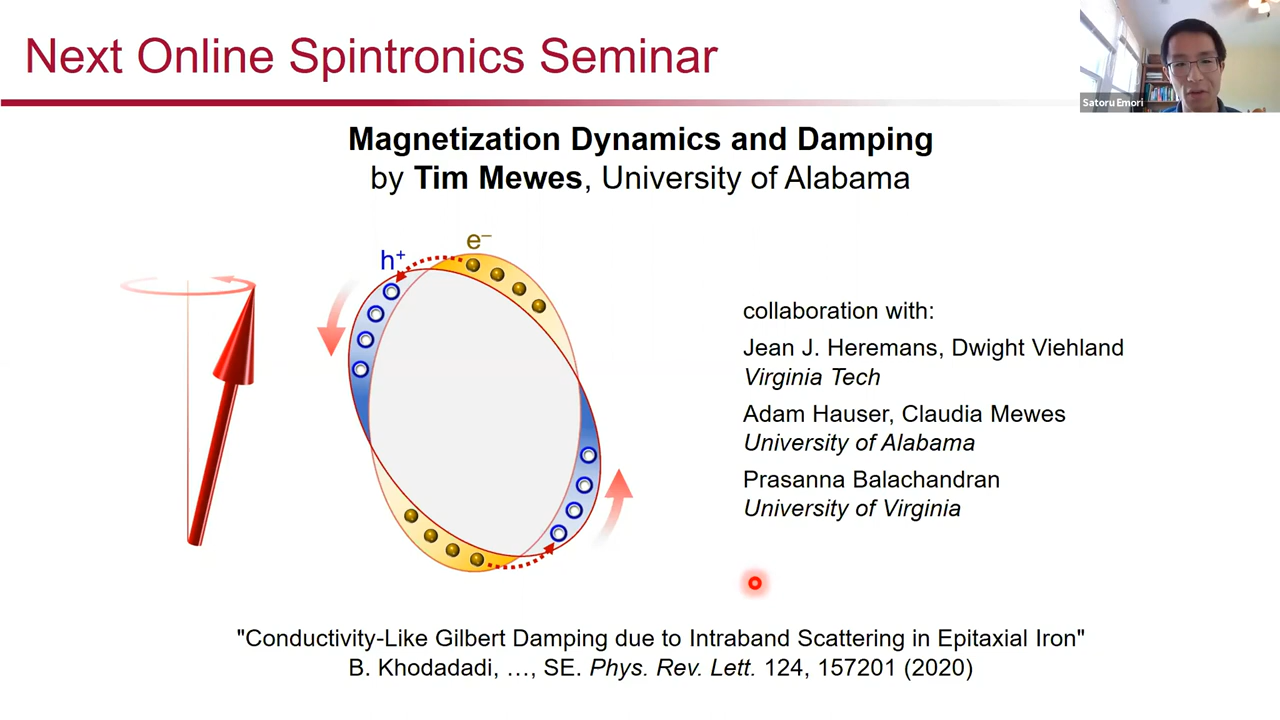 Next Online Spintronics Seminar
Satoru Emori
Magnetization Dynamics and Damping
by Tim Mewes, University of Alabama
e⁻
h⁺
collaboration with:
Jean J. Heremans, Dwight Viehland
Virginia Tech
Adam Hauser, Claudia Mewes
University of Alabama
Prasanna Balachandran
University of Virginia
"Conductivity-Like Gilbert Damping due to Intraband Scattering in Epitaxial Iron"
B. Khodadadi, …, SE. Phys. Rev. Lett. 124, 157201 (2020)